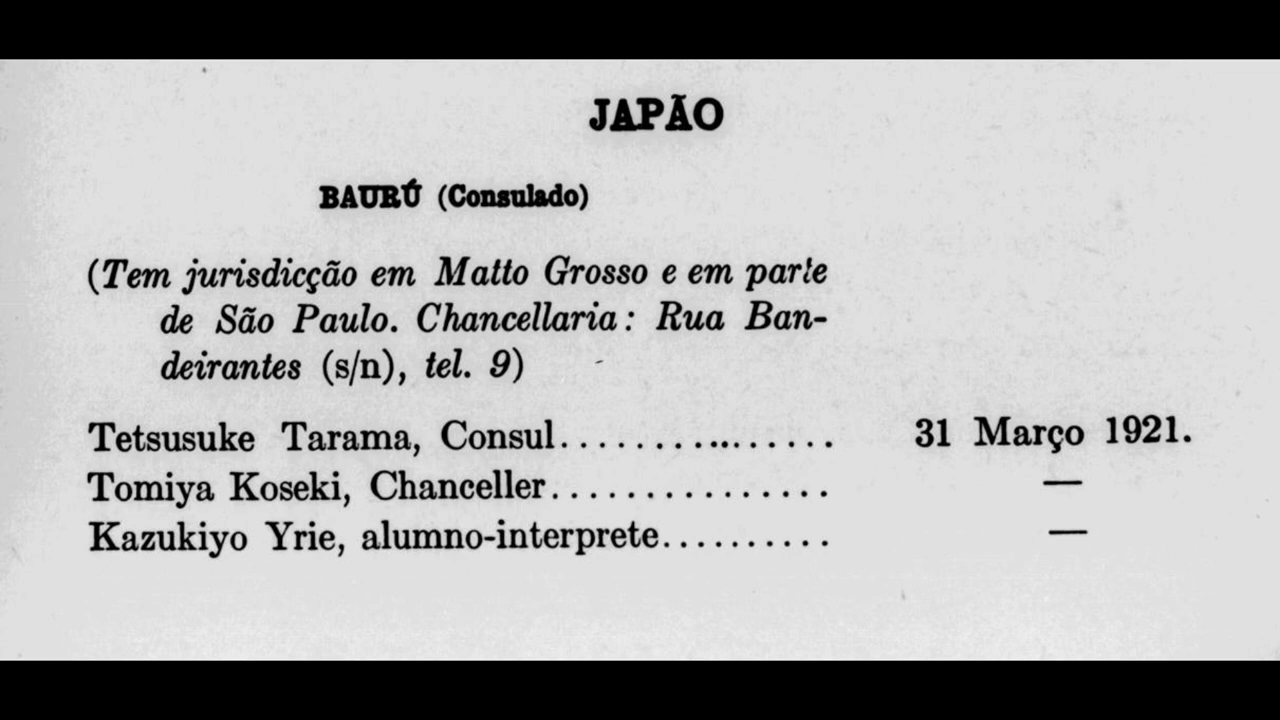 JAPÃO
BAURÚ (Consulado)
(Tem jurisdicção em Matto Grosso e em parte
de São Paulo. Chancellaria: Rua Ban-
deirantes (s/n), tel. 9)
Tetsusuke Tarama, Consul.................. 31 Março 1921.
Tomiya Koseki, Chanceller............... —
Kazukiyo Yrie, alumno-interprete.......... —